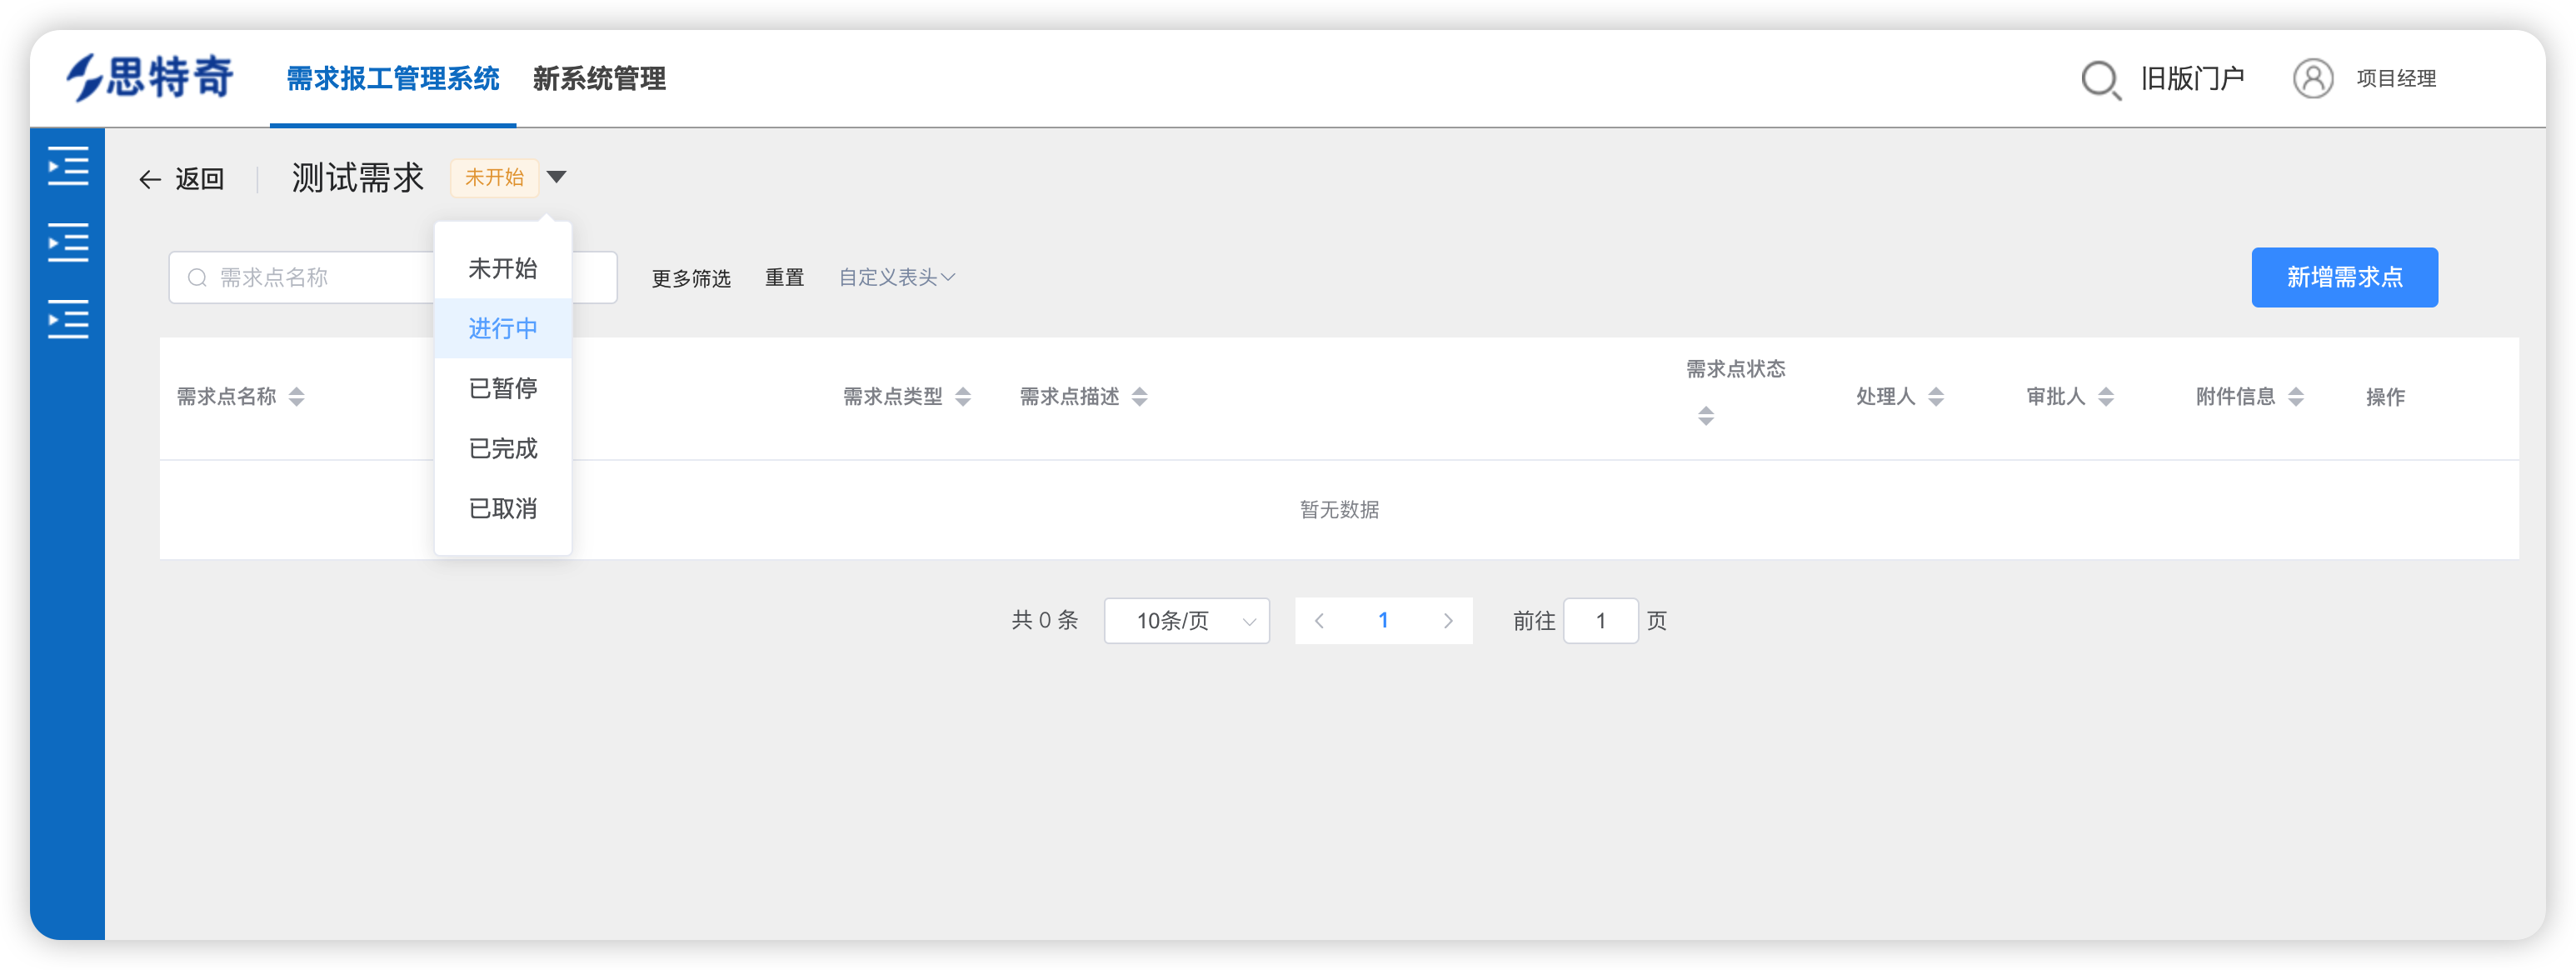 思特奇 需求报工管理系统 新系统管理 旧版门户 项目经理
返回 测试需求 未开始
需求点名称 更多筛选 重置 自定义表头 新增需求点
未开始
进行中
已暂停
已完成
已取消
需求点名称 需求点类型 需求点描述 需求点状态 处理人 审批人 附件信息 操作
暂无数据
共 0 条 10条/页 1 前往 1 页